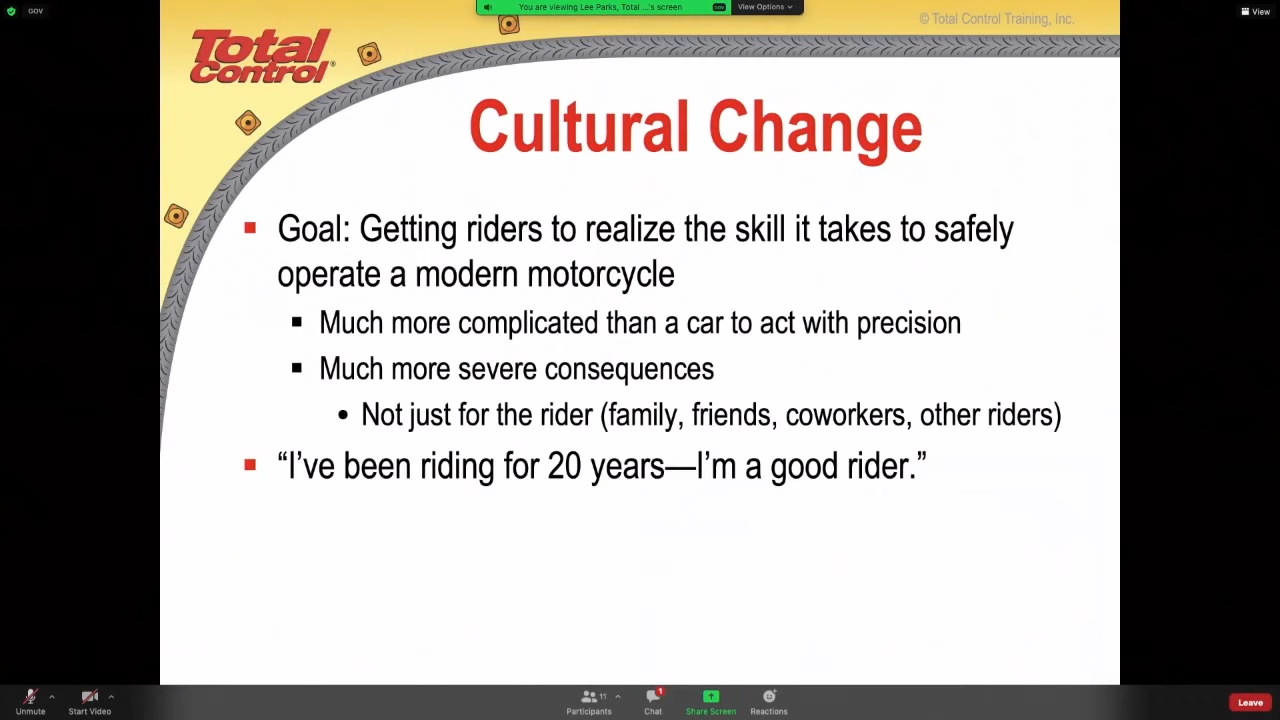 GOV
You are viewing Lee Parks, Total ...'s screen
GOV
View Options
View
© Total Control Training, Inc.
Total
Control®
Cultural Change
Goal: Getting riders to realize the skill it takes to safely
operate a modern motorcycle
Much more complicated than a car to act with precision
Much more severe consequences
Not just for the rider (family, friends, coworkers, other riders)
“I’ve been riding for 20 years—I’m a good rider.”
Unmute
Start Video
11
Participants
1
Chat
Share Screen
Reactions
Leave